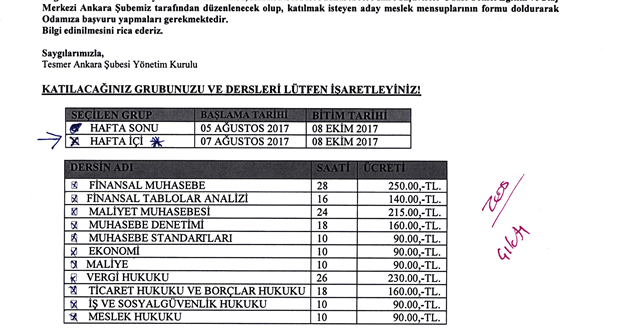 Merkezi Ankara Şubemiz tarafından düzenlenecek olup, katılmak isteyen aday meslek mensuplarının formu doldurarak
Odamıza başvuru yapmaları gerekmektedir.
Bilgi edinilmesini rica ederiz.
Saygılarımızla,
Tesmer Ankara Şubesi Yönetim Kurulu
KATILACAĞINIZ GRUBUNUZU VE DERSLERİ LÜTFEN İŞARETLEYİNİZ!
SEÇİLEN GRUP BAŞLAMA TARİHİ BİTİM TARİHİ
HAFTA SONU 05 AĞUSTOS 2017 08 EKİM 2017
HAFTA İÇİ 07 AĞUSTOS 2017 08 EKİM 2017
DERSİN ADI SAATİ ÜCRETİ
FİNANSAL MUHASEBE 28 250.00,-TL.
FİNANSAL TABLOLAR ANALİZİ 16 140.00,-TL.
MALİYET MUHASEBESİ 24 215.00,-TL.
MUHASEBE DENETİMİ 18 160.00,-TL.
MUHASEBE STANDARTLARI 10 90.00,-TL.
EKONOMİ 10 90.00,-TL.
MALİYE 10 90.00,-TL.
VERGİ HUKUKU 26 230.00,-TL.
TİCARET HUKUKU VE BORÇLAR HUKUKU 18 160.00,-TL.
İŞ VE SOSYALGÜVENLİK HUKUKU 10 90.00,-TL.
MESLEK HUKUKU 10 90.00,-TL.